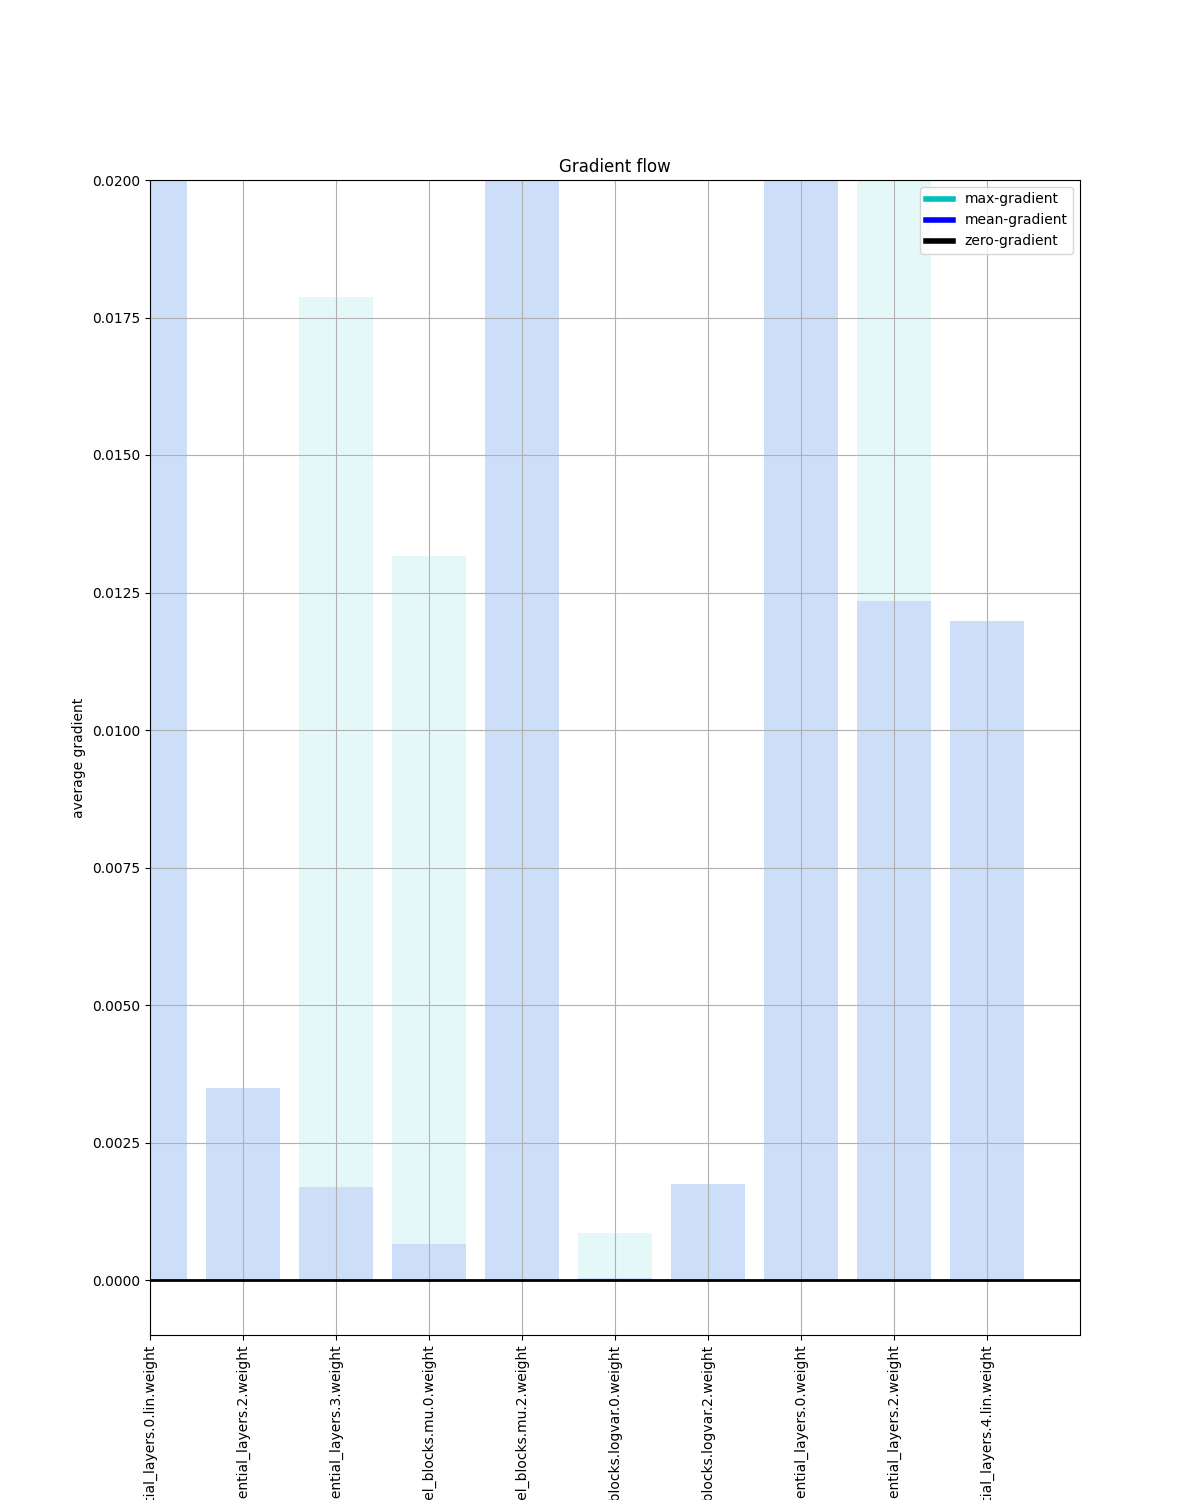 Gradient flow
max-gradient
mean-gradient
zero-gradient
average gradient
0.0200
0.0175
0.0150
0.0125
0.0100
0.0075
0.0050
0.0025
0.0000
tial_layers.0.lin.weight
ential_layers.2.weight
ential_layers.3.weight
el_blocks.mu.0.weight
el_blocks.mu.2.weight
blocks.logvar.0.weight
blocks.logvar.2.weight
ential_layers.0.weight
ential_layers.2.weight
tial_layers.4.lin.weight